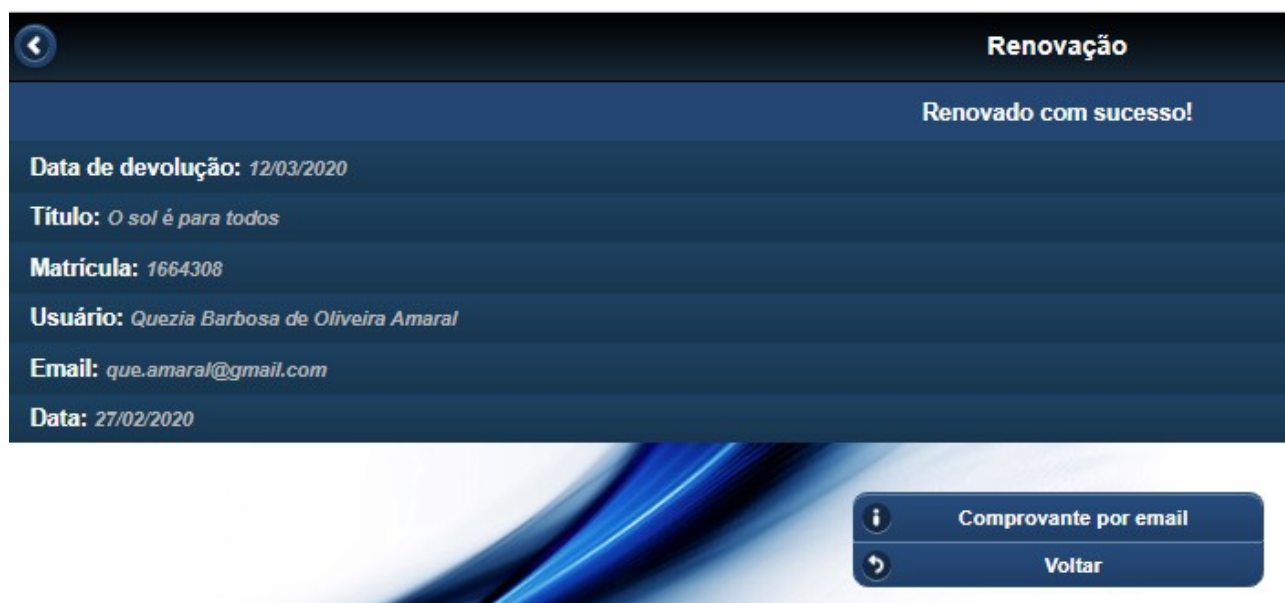 Renovação
Renovado com sucesso!
Data de devolução: 12/03/2020
Título: O sol é para todos
Matrícula: 1664308
Usuário: Quezia Barbosa de Oliveira Amaral
Email: que.amaral@gmail.com
Data: 27/02/2020
Comprovante por email
Voltar